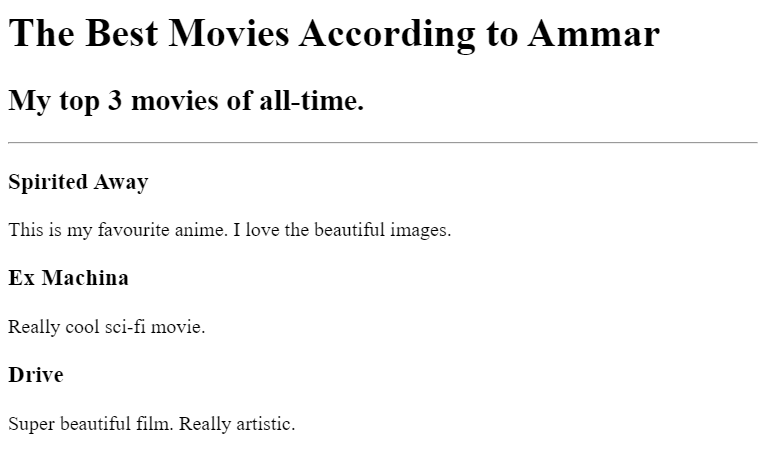 The Best Movies According to Ammar
My top 3 movies of all-time.
Spirited Away
This is my favourite anime. I love the beautiful images.
Ex Machina
Really cool sci-fi movie.
Drive
Super beautiful film. Really artistic.